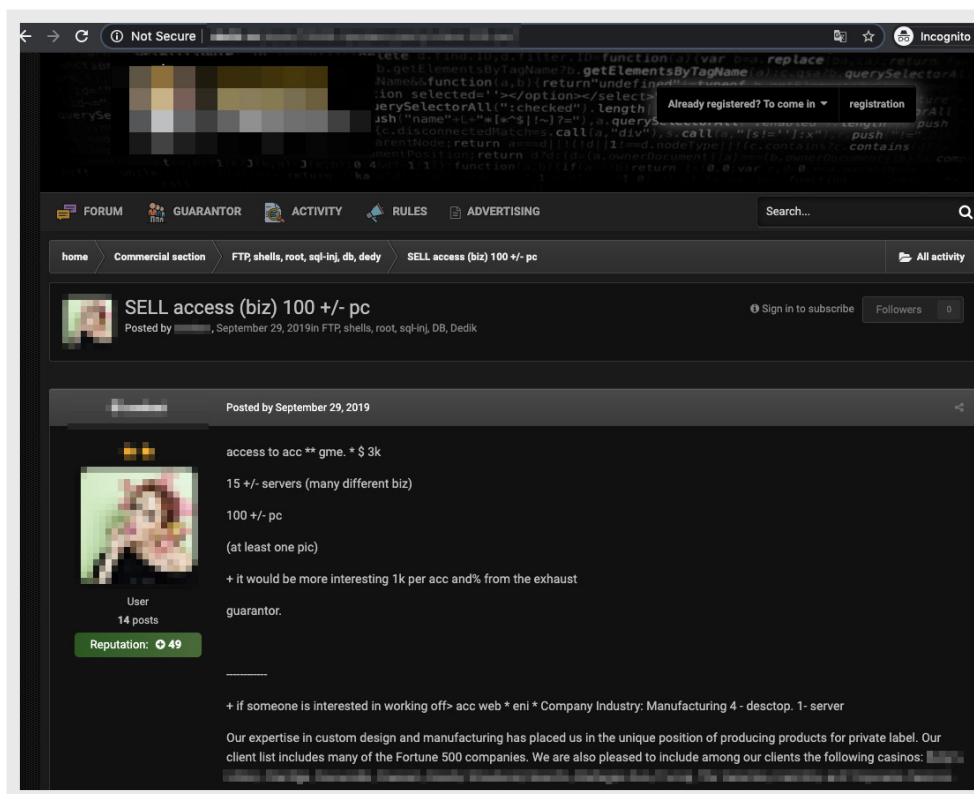 Not Secure
Incognito
Already registered? To come in
registration
FORUM
GUARANTOR
ACTIVITY
RULES
ADVERTISING
Search...
home
Commercial section
FTP, shells, root, sql-inj, db, dedy
SELL access (biz) 100 +/- pc
All activity
SELL access (biz) 100 +/- pc
Posted by , September 29, 2019in FTP, shells, root, sql-inj, DB, Dedik
Sign in to subscribe
Followers 0
Posted by September 29, 2019
access to acc ** gme. * $ 3k
15 +/- servers (many different biz)
100 +/- pc
(at least one pic)
+ it would be more interesting 1k per acc and% from the exhaust
guarantor.
User
14 posts
Reputation: 49
------------
+ if someone is interested in working off> acc web * eni * Company Industry: Manufacturing 4 - desctop. 1- server
Our expertise in custom design and manufacturing has placed us in the unique position of producing products for private label. Our
client list includes many of the Fortune 500 companies. We are also pleased to include among our clients the following casinos: